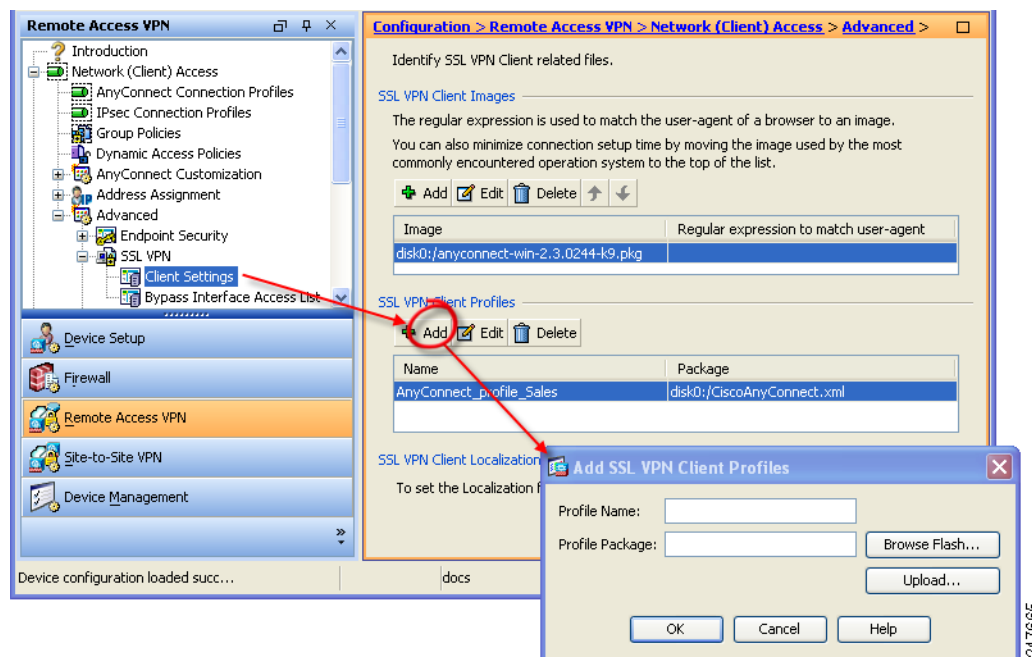 Remote Access VPN
Introduction
Network (Client) Access
AnyConnect Connection Profiles
IPsec Connection Profiles
Group Policies
Dynamic Access Policies
AnyConnect Customization
Address Assignment
Advanced
Endpoint Security
SSL VPN
Client Settings
Bypass Interface Access List
Device Setup
Firewall
Remote Access VPN
Site-to-Site VPN
Device Management
Device configuration loaded succ...
docs
Configuration > Remote Access VPN > Network (Client) Access > Advanced >
Identify SSL VPN Client related files.
SSL VPN Client Images
The regular expression is used to match the user-agent of a browser to an image.
You can also minimize connection setup time by moving the image used by the most
commonly encountered operation system to the top of the list.
Add Edit Delete
Image Regular expression to match user-agent
disk0:/anyconnect-win-2.3.0244-k9.pkg
SSL VPN Client Profiles
Add Edit Delete
Name Package
AnyConnect_profile_Sales disk0:/CiscoAnyConnect.xml
SSL VPN Client Localization
To set the Localization f
Add SSL VPN Client Profiles
Profile Name:
Profile Package: Browse Flash...
Upload...
OK Cancel Help